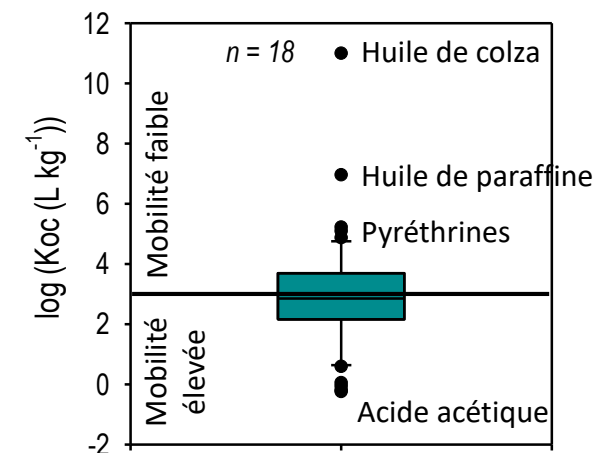 12
10
8
6
4
2
0
-2
log (Koc (L kg-1))
Mobilité faible
Mobilité
élevée
n = 18
Huile de colza
Huile de paraffine
Pyréthrines
Acide acétique